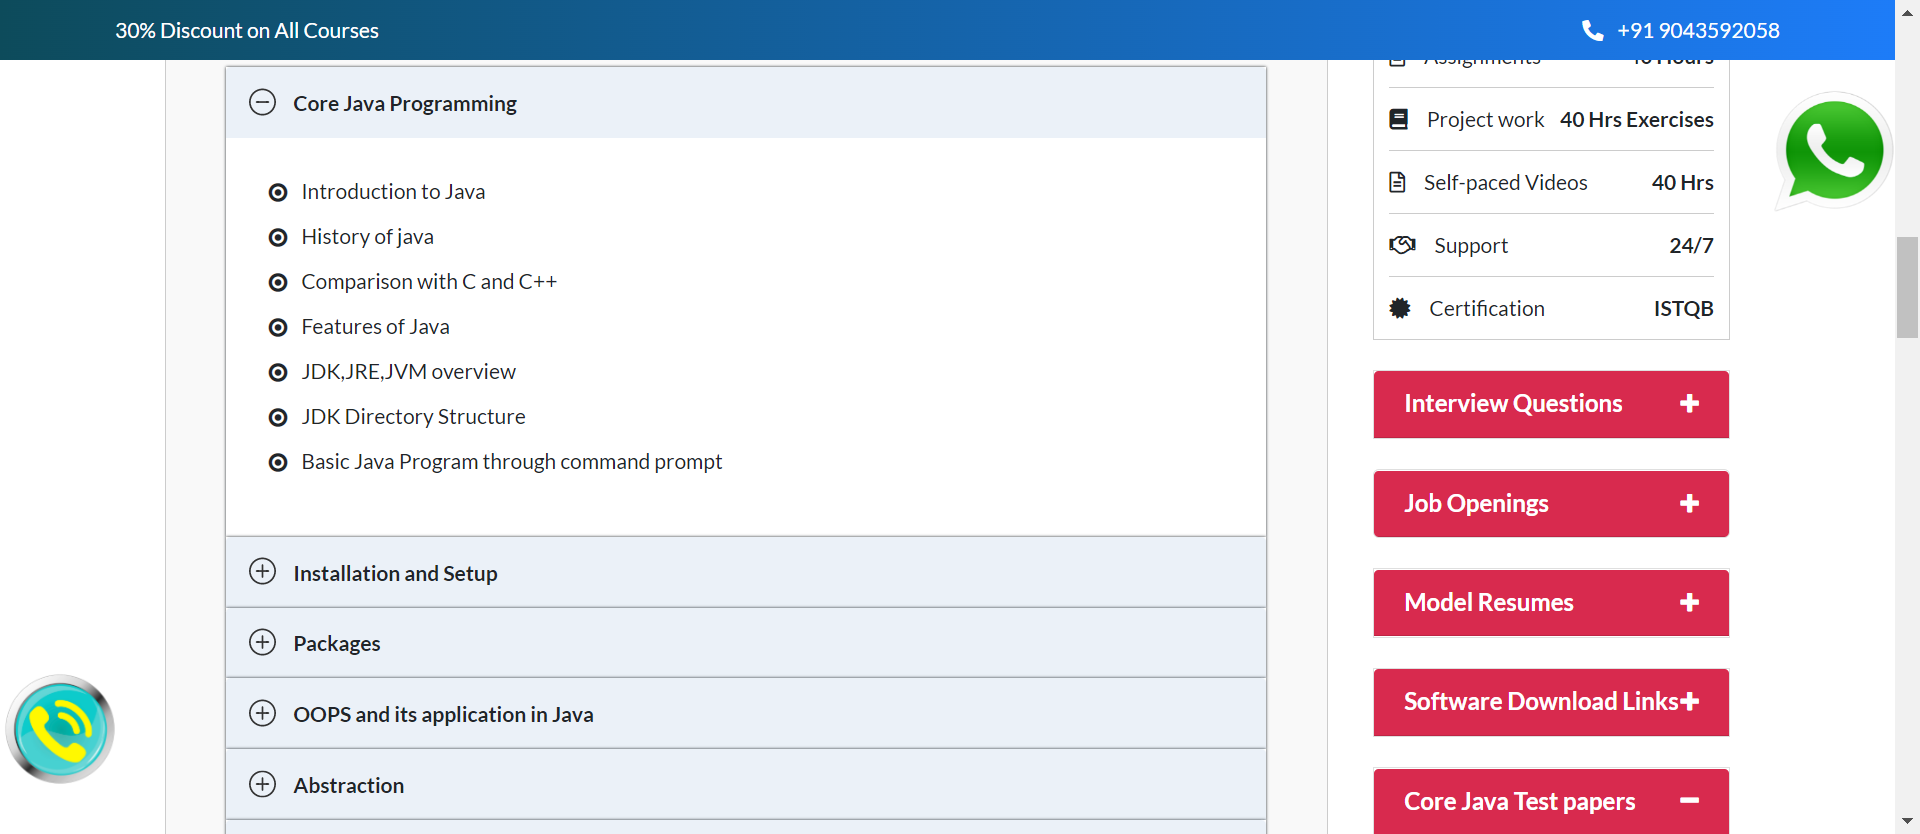 30% Discount on All Courses
+91 9043592058
Core Java Programming
Introduction to Java
History of java
Comparison with C and C++
Features of Java
JDK,JRE,JVM overview
JDK Directory Structure
Basic Java Program through command prompt
Installation and Setup
Packages
OOPS and its application in Java
Abstraction
Assignments 40 Hours
Project work 40 Hrs Exercises
Self-paced Videos 40 Hrs
Support 24/7
Certification ISTQB
Interview Questions
Job Openings
Model Resumes
Software Download Links
Core Java Test papers